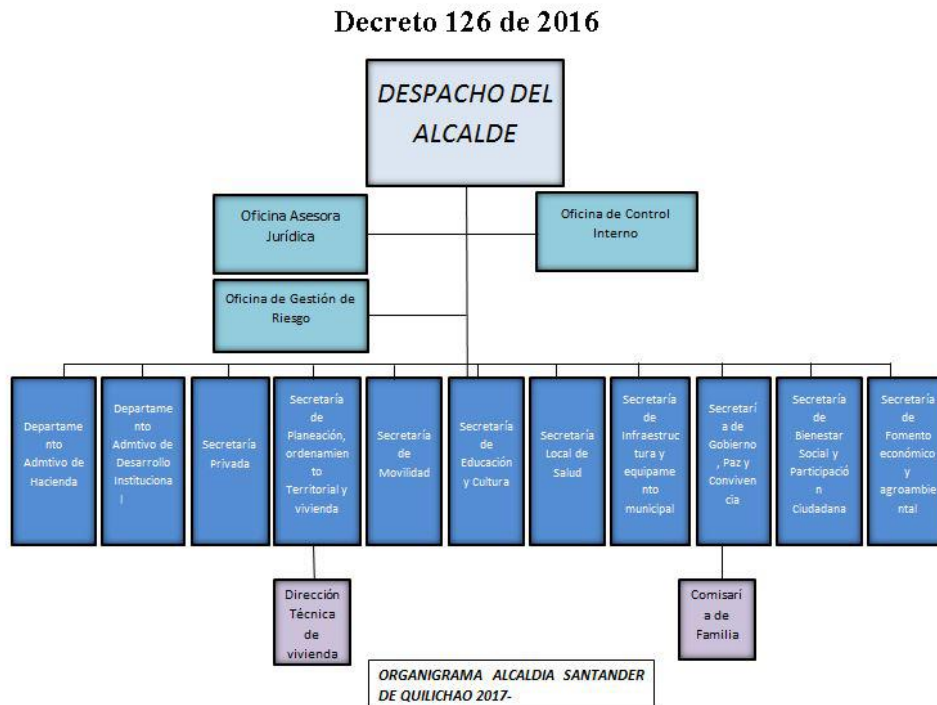 Decreto 126 de 2016
DESPACHO DEL
ALCALDE
Oficina Asesora
Jurídica
Oficina de Control
Interno
Oficina de Gestión de
Riesgo
Departame
nto
Admtivo de
Hacienda
Departame
nto
Admtivo de
Desarrollo
Instituciona
l
Secretaría
Privada
Secretaría
de
Planeación,
ordenamien
to
Territorial y
vivienda
Secretaría
de
Movilidad
Secretaría
de
Educación
y Cultura
Secretaría
Local de
Salud
Secretaría
de
Infraestruc
tura y
equipamento
municipal
Secretarí
a de
Gobierno
, Paz y
Conviven
cia
Secretaría
de
Bienestar
Social y
Participació
n
Ciudadana
Secretaría
de
Fomento
económico
y
agroambie
ntal
Dirección
Técnica
de
vivienda
Comisarí
a de
Familia
ORGANIGRAMA ALCALDIA SANTANDER
DE QUILICHAO 2017-